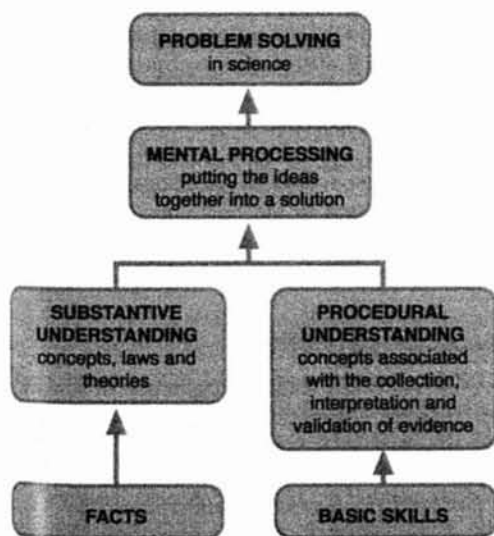 PROBLEM SOLVING
in science
MENTAL PROCESSING
putting the ideas
together into a solution
SUBSTANTIVE
UNDERSTANDING
concepts, laws and
theories
PROCEDURAL
UNDERSTANDING
concepts associated
with the collection,
interpretation and
validation of evidence
FACTS
BASIC SKILLS